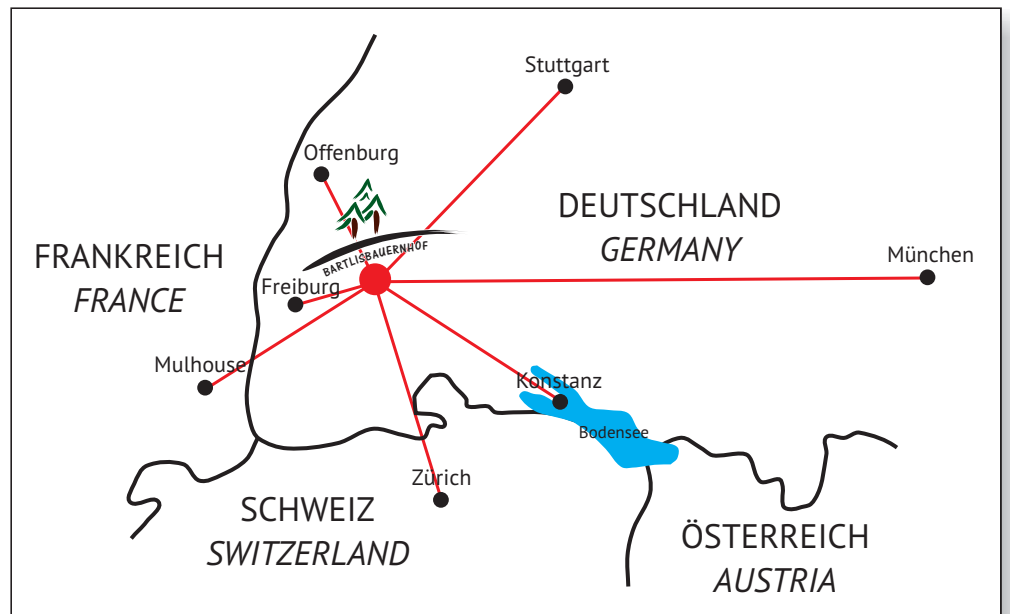 Stuttgart
Offenburg
DEUTSCHLAND
GERMANY
BARTLISBAUERNHOF
FRANKREICH
FRANCE
München
Freiburg
Mulhouse
Konstanz
Bodensee
Zürich
SCHWEIZ
SWITZERLAND
ÖSTERREICH
AUSTRIA